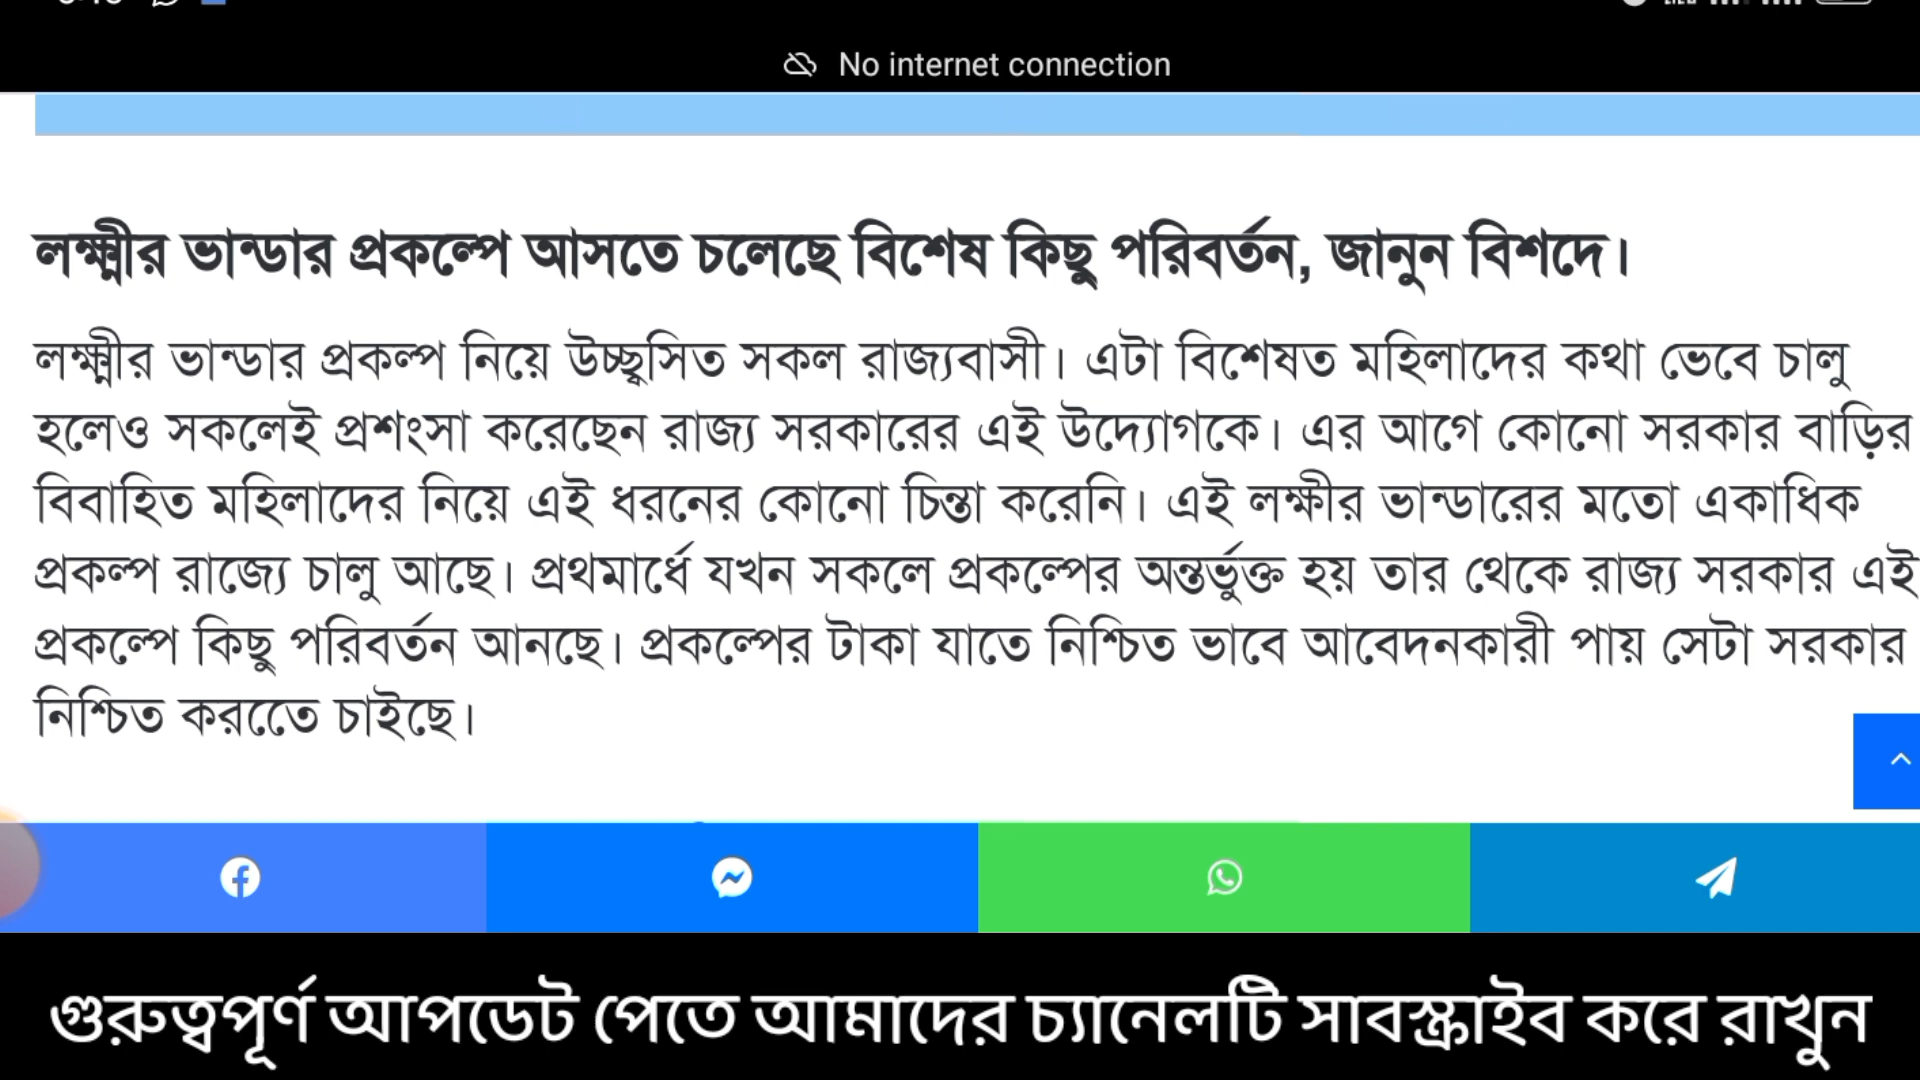 No internet connection
লক্ষ্মীর ভান্ডার প্রকল্পে আসতে চলেছে বিশেষ কিছু পরিবর্তন, জানুন বিশদে।
লক্ষ্মীর ভান্ডার প্রকল্প নিয়ে উচ্ছ্বসিত সকল রাজ্যবাসী। এটা বিশেষত মহিলাদের কথা ভেবে চালু
হলেও সকলেই প্রশংসা করেছেন রাজ্য সরকারের এই উদ্যোগকে। এর আগে কোনো সরকার বাড়ির
বিবাহিত মহিলাদের নিয়ে এই ধরনের কোনো চিন্তা করেনি। এই লক্ষীর ভান্ডারের মতো একাধিক
প্রকল্প রাজ্যে চালু আছে। প্রথমার্ধে যখন সকলে প্রকল্পের অন্তর্ভুক্ত হয় তার থেকে রাজ্য সরকার এই
প্রকল্পে কিছু পরিবর্তন আনছে। প্রকল্পের টাকা যাতে নিশ্চিত ভাবে আবেদনকারী পায় সেটা সরকার
নিশ্চিত করতেে চাইছে।
গুরুত্বপূর্ণ আপডেট পেতে আমাদের চ্যানেলটি সাবস্ক্রাইব করে রাখুন